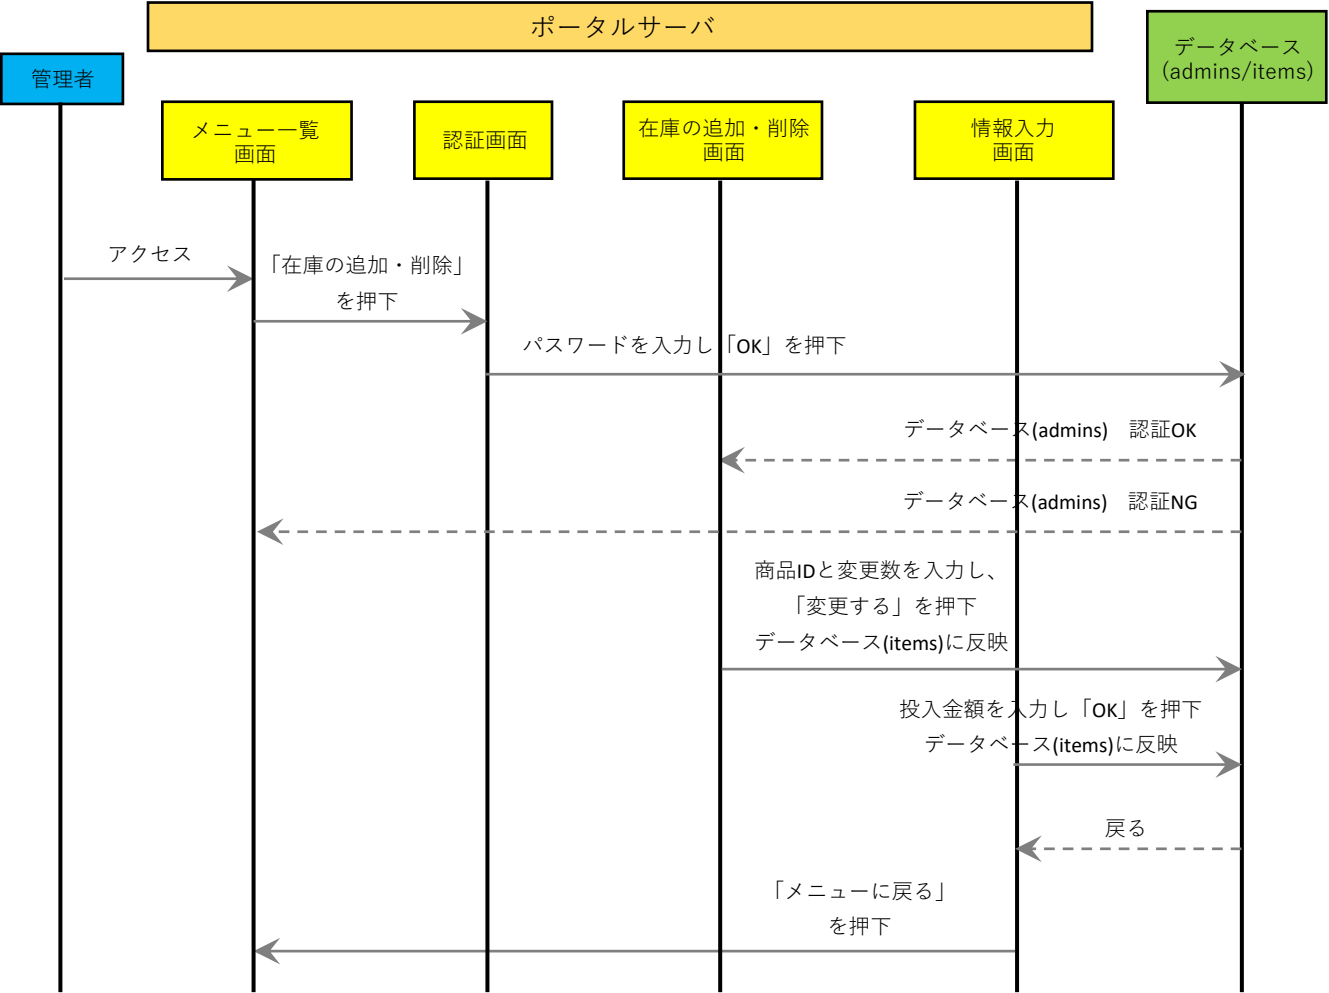 ポータルサーバ
データベース
(admins/items)
管理者
メニュー一覧
画面
認証画面
在庫の追加・削除
画面
情報入力
画面
アクセス
「在庫の追加・削除」
を押下
パスワードを入力し「OK」を押下
データベース(admins)　認証OK
データベース(admins)　認証NG
商品IDと変更数を入力し、
「変更する」を押下
データベース(items)に反映
投入金額を入力し「OK」を押下
データベース(items)に反映
戻る
「メニューに戻る」
を押下